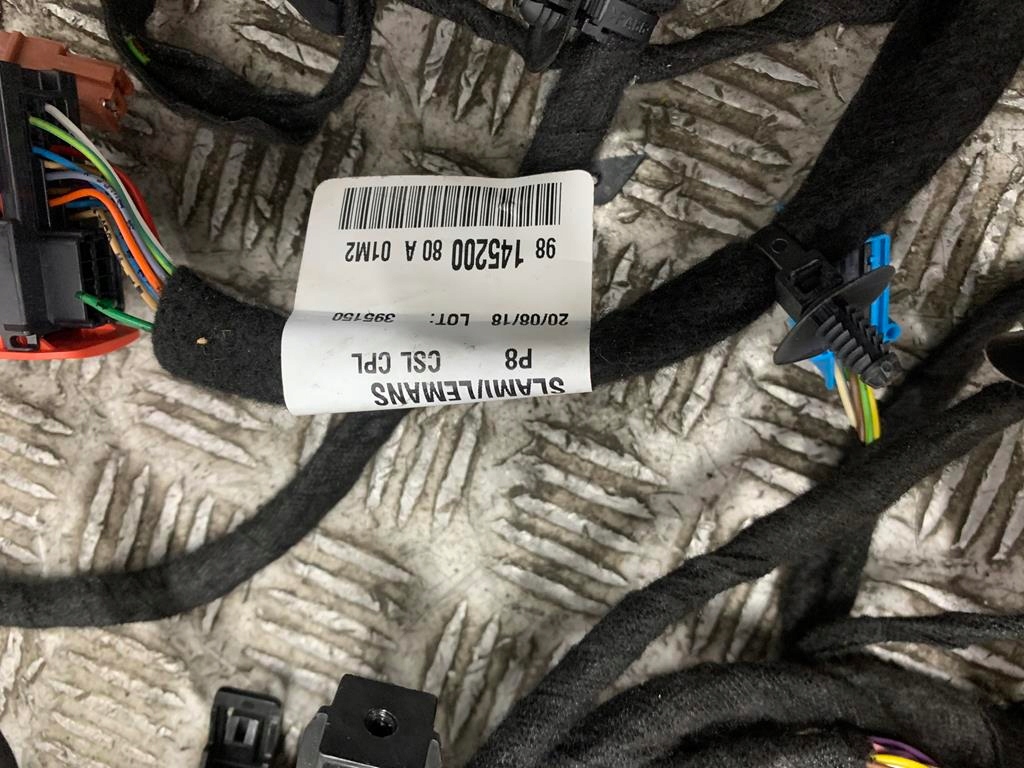 SLAMI/LEMANS
P8 CSL CPL
20/08/18 LOT: 395150
98 145200 80 A 01M2